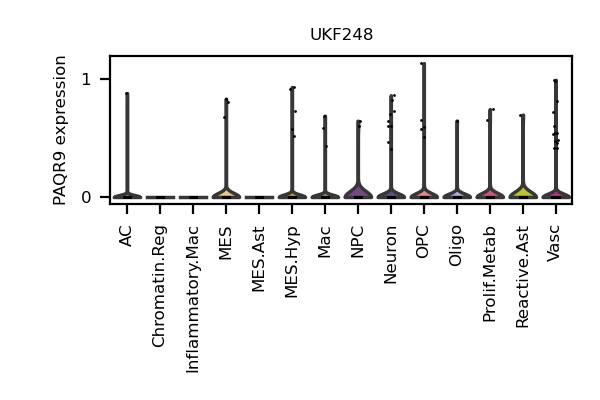 UKF248
PAQR9 expression
1
0
AC
Chromatin.Reg
Inflammatory.Mac
MES
MES.Ast
MES.Hyp
Mac
NPC
Neuron
OPC
Oligo
Prolif.Metab
Reactive.Ast
Vasc